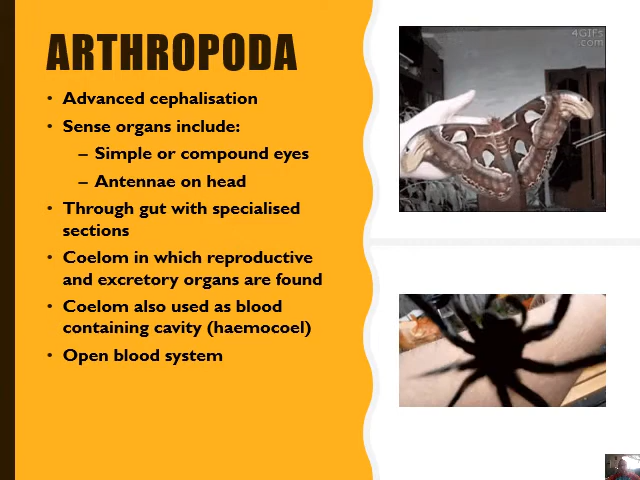 ARTHROPODA
• Advanced cephalisation
• Sense organs include:
– Simple or compound eyes
– Antennae on head
• Through gut with specialised
sections
• Coelom in which reproductive
and excretory organs are found
• Coelom also used as blood
containing cavity (haemocoel)
• Open blood system
4GIFs
.com